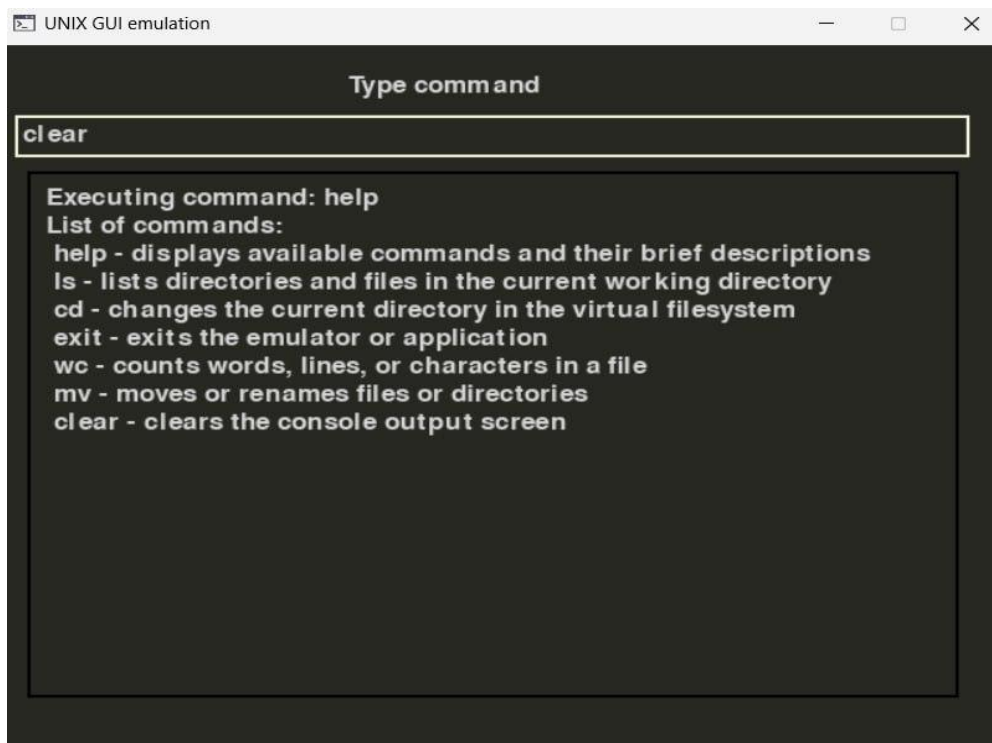 UNIX GUI emulation
Type command
clear
Executing command: help
List of commands:
help - displays available commands and their brief descriptions
ls - lists directories and files in the current working directory
cd - changes the current directory in the virtual filesystem
exit - exits the emulator or application
wc - counts words, lines, or characters in a file
mv - moves or renames files or directories
clear - clears the console output screen